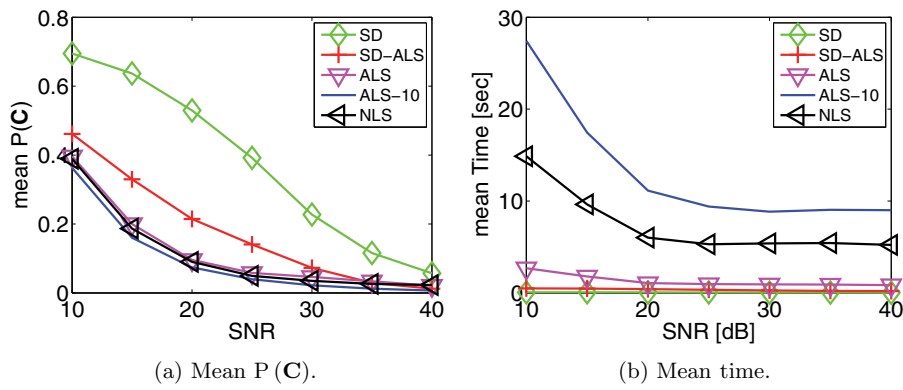 mean P(C)
0.8
0.6
0.4
0.2
0
10
20
30
40
SNR
SD
SD−ALS
ALS
ALS−10
NLS
(a) Mean P (C).
mean Time [sec]
30
20
10
0
10
20
30
40
SNR [dB]
SD
SD−ALS
ALS
ALS−10
NLS
(b) Mean time.